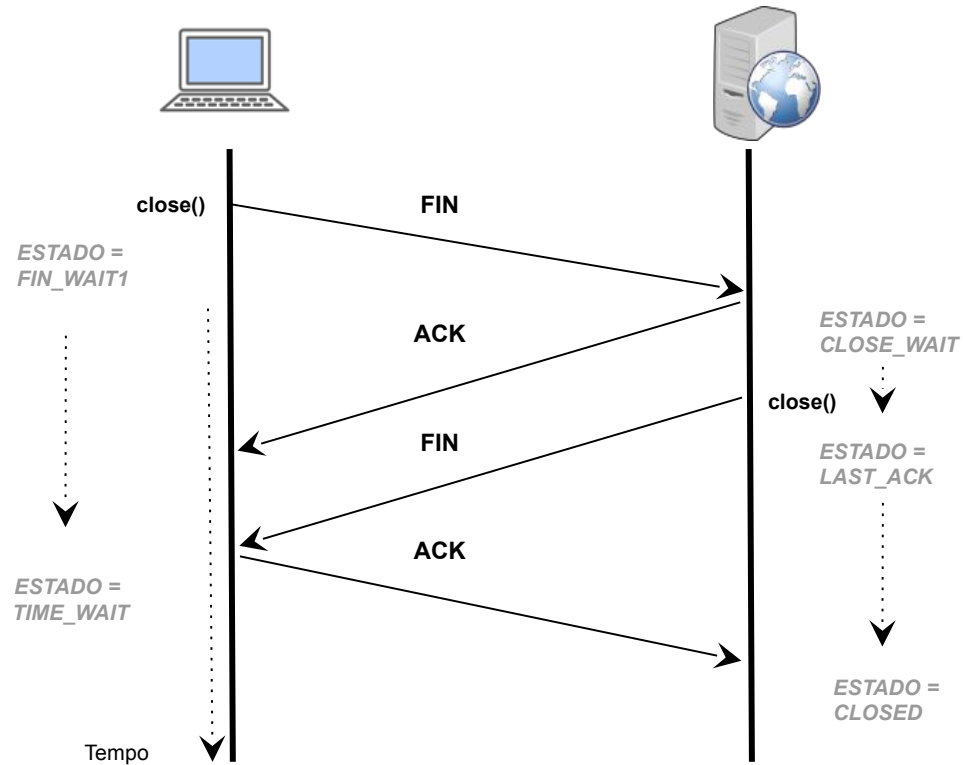 close()
FIN
ESTADO =
FIN_WAIT1
ACK
ESTADO =
CLOSE_WAIT
close()
FIN
ESTADO =
LAST_ACK
ACK
ESTADO =
TIME_WAIT
ESTADO =
CLOSED
Tempo